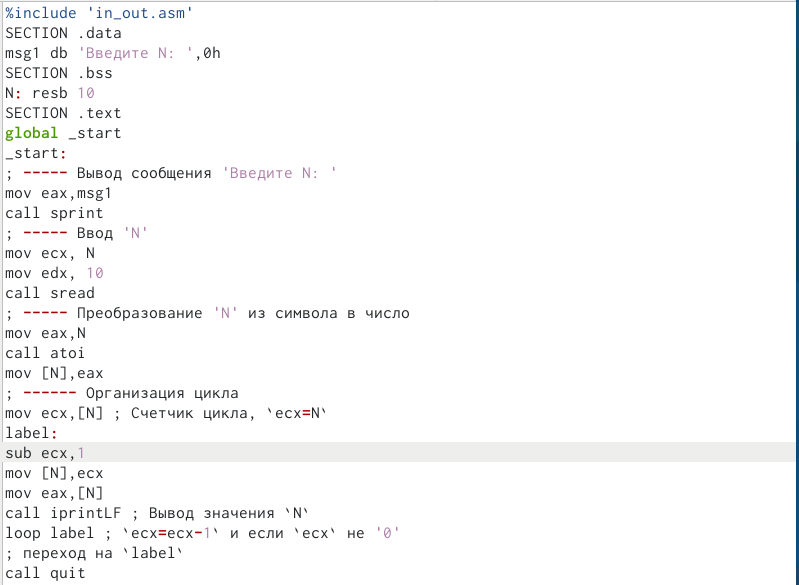 %include 'in_out.asm'
SECTION .data
msg1 db 'Введите N: ',0h
SECTION .bss
N: resb 10
SECTION .text
global _start
_start:
; ----- Вывод сообщения 'Введите N: '
mov eax,msg1
call sprint
; ----- Ввод 'N'
mov ecx, N
mov edx, 10
call sread
; ----- Преобразование 'N' из символа в число
mov eax,N
call atoi
mov [N],eax
; ------ Организация цикла
mov ecx,[N] ; Счетчик цикла, `ecx=N`
label:
sub ecx,1
mov [N],ecx
mov eax,[N]
call iprintLF ; Вывод значения `N`
loop label ; `ecx=ecx-1` и если `ecx` не '0'
; переход на `label`
call quit